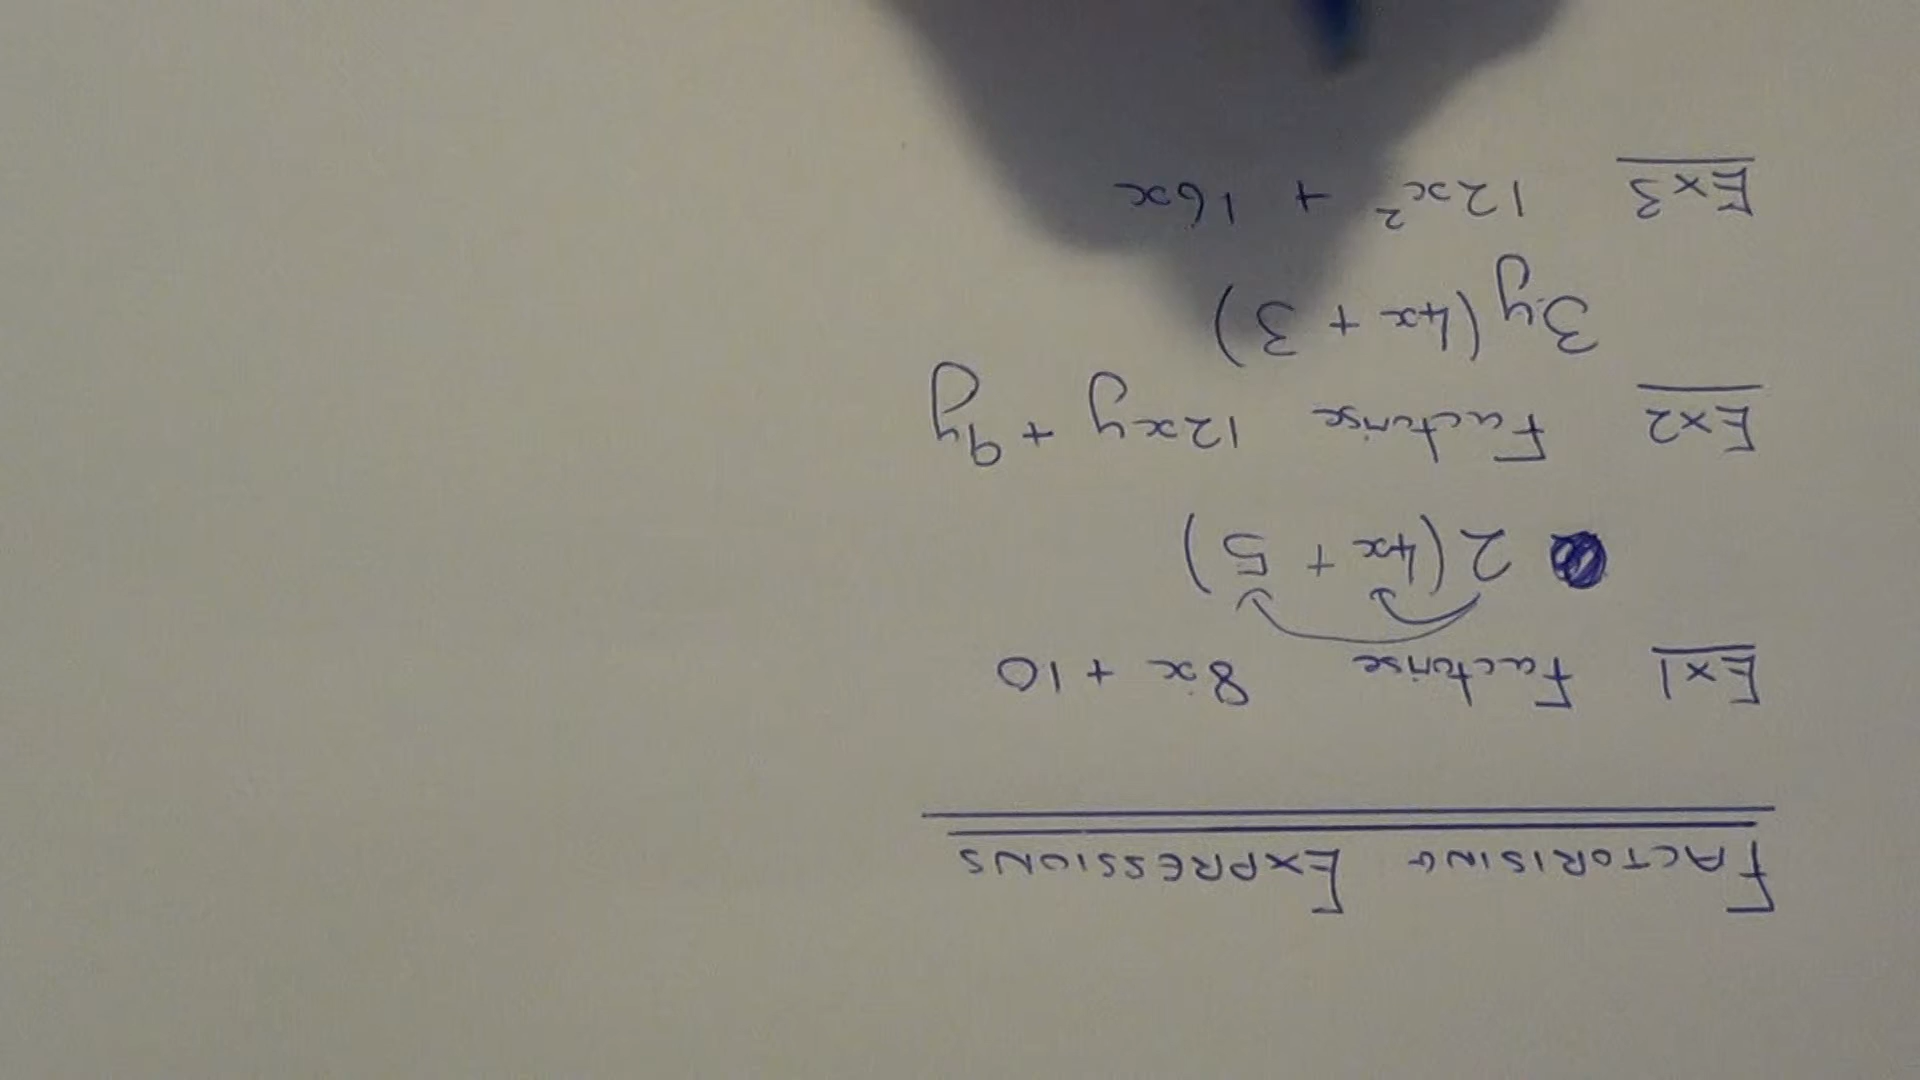 FACTORISING EXPRESSIONS
Ex1 Factorise 8x + 10
2(4x + 5)
Ex2 Factorise 12xy + 9y
3y(4x + 3)
Ex3 12x² + 16x